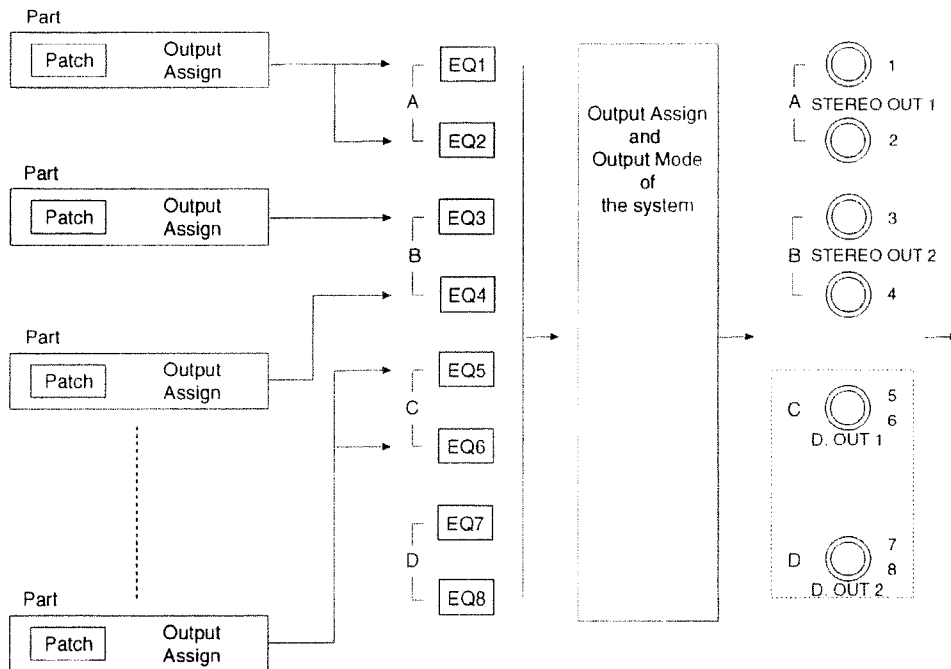 Part
Patch
Output
Assign
Part
Patch
Output
Assign
Part
Patch
Output
Assign
Part
Patch
Output
Assign
A
EQ1
EQ2
B
EQ3
EQ4
C
EQ5
EQ6
D
EQ7
EQ8
Output Assign
and
Output Mode
of
the system
1
A STEREO OUT 1
2
3
B STEREO OUT 2
4
C
5
6
D. OUT 1
D
7
8
D. OUT 2